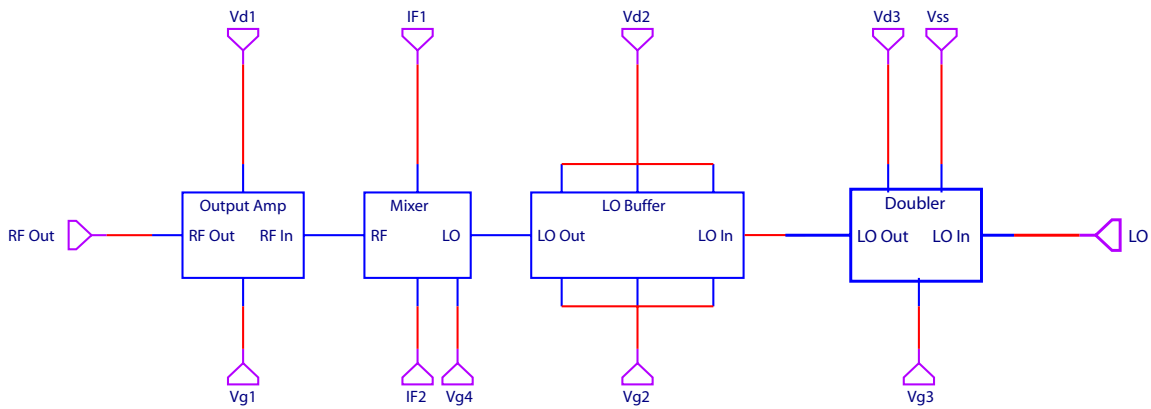 Vd1
IF1
Vd2
Vd3
Vss
Output Amp
Mixer
LO Buffer
Doubler
RF Out
RF Out
RF In
RF
LO
LO Out
LO In
LO Out
LO In
LO
Vg1
IF2
Vg4
Vg2
Vg3